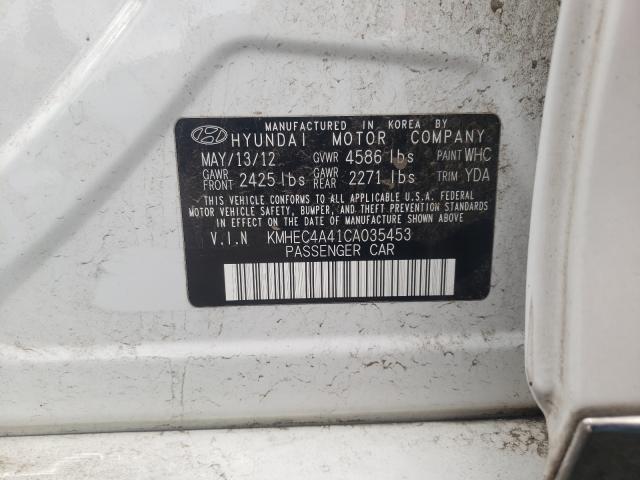 MANUFACTURED IN KOREA BY
HYUNDAI MOTOR COMPANY
MAY/13/12 GVWR 4586 lbs PAINT WHC
GAWR FRONT 2425 lbs GAWR REAR 2271 lbs TRIM YDA
THIS VEHICLE CONFORMS TO ALL APPLICABLE U.S.A. FEDERAL
MOTOR VEHICLE SAFETY, BUMPER, AND THEFT PREVENTION
STANDARDS IN EFFECT ON THE DATE OF MANUFACTURE SHOWN ABOVE.
V.I.N KMHEC4A41CA035453
PASSENGER CAR